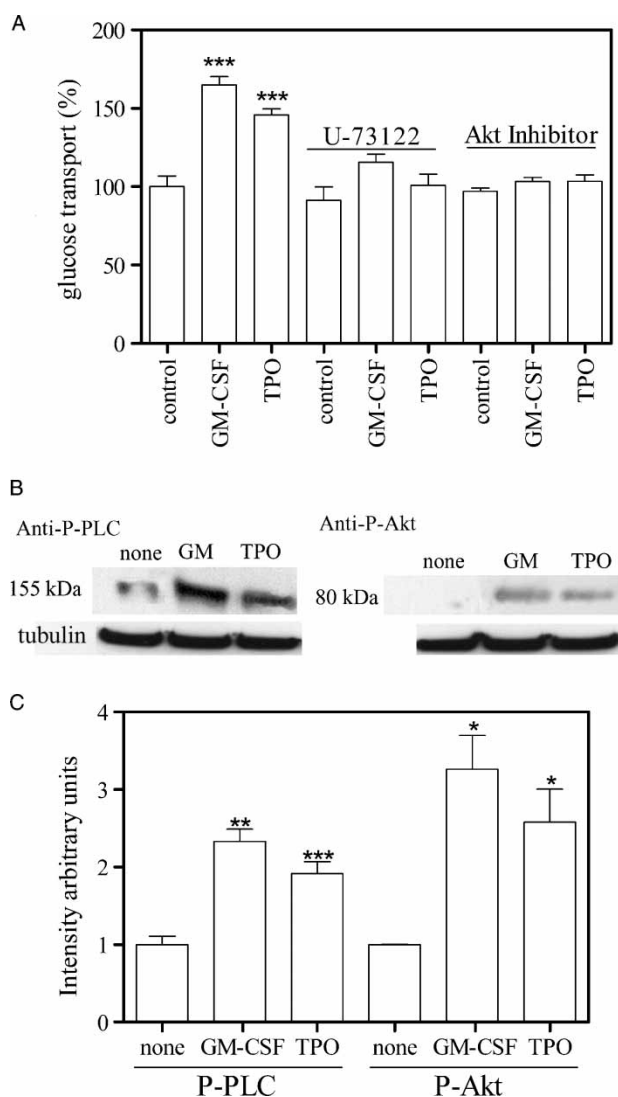 A
200
150
100
50
0
glucose transport (%)
***
***
U-73122
Akt Inhibitor
control
GM-CSF
TPO
control
GM-CSF
TPO
control
GM-CSF
TPO
B
Anti-P-PLC
none GM TPO
155 kDa
tubulin
Anti-P-Akt
none GM TPO
80 kDa
C
4
3
2
1
0
Intensity arbitrary units
**
***
*
*
none GM-CSF TPO none GM-CSF TPO
P-PLC P-Akt